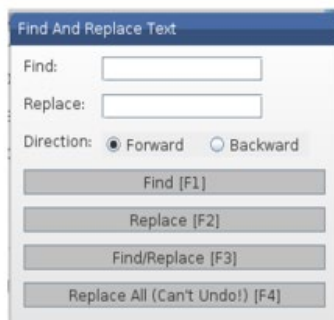 Find And Replace Text
Find:
Replace:
Direction: Forward Backward
Find [F1]
Replace [F2]
Find/Replace [F3]
Replace All (Can't Undo!) [F4]